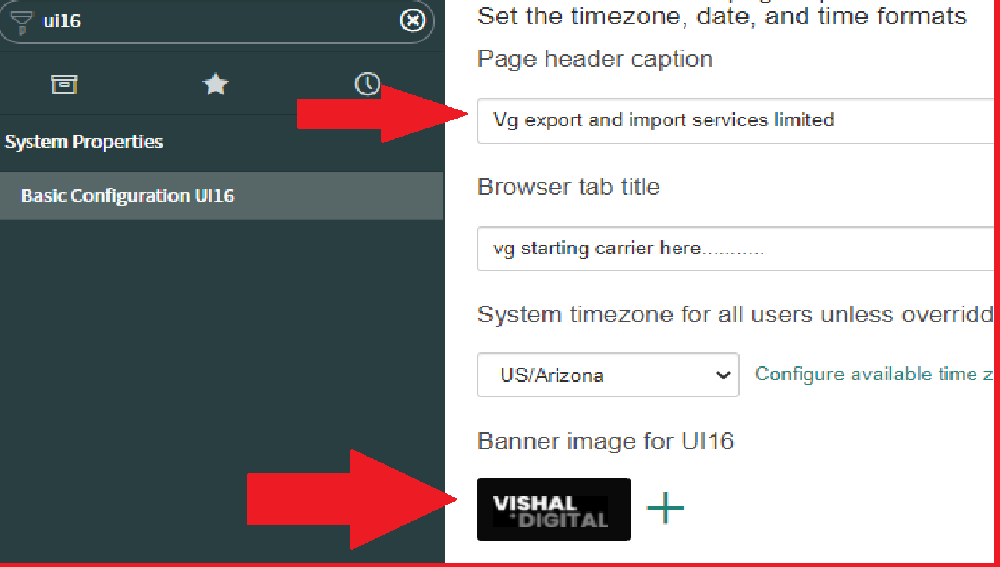 ui16
System Properties
Basic Configuration UI16
Set the timezone, date, and time formats
Page header caption
Vg export and import services limited
Browser tab title
vg starting carrier here............
System timezone for all users unless overridd
US/Arizona
Configure available time z
Banner image for UI16
VISHAL
DIGITAL